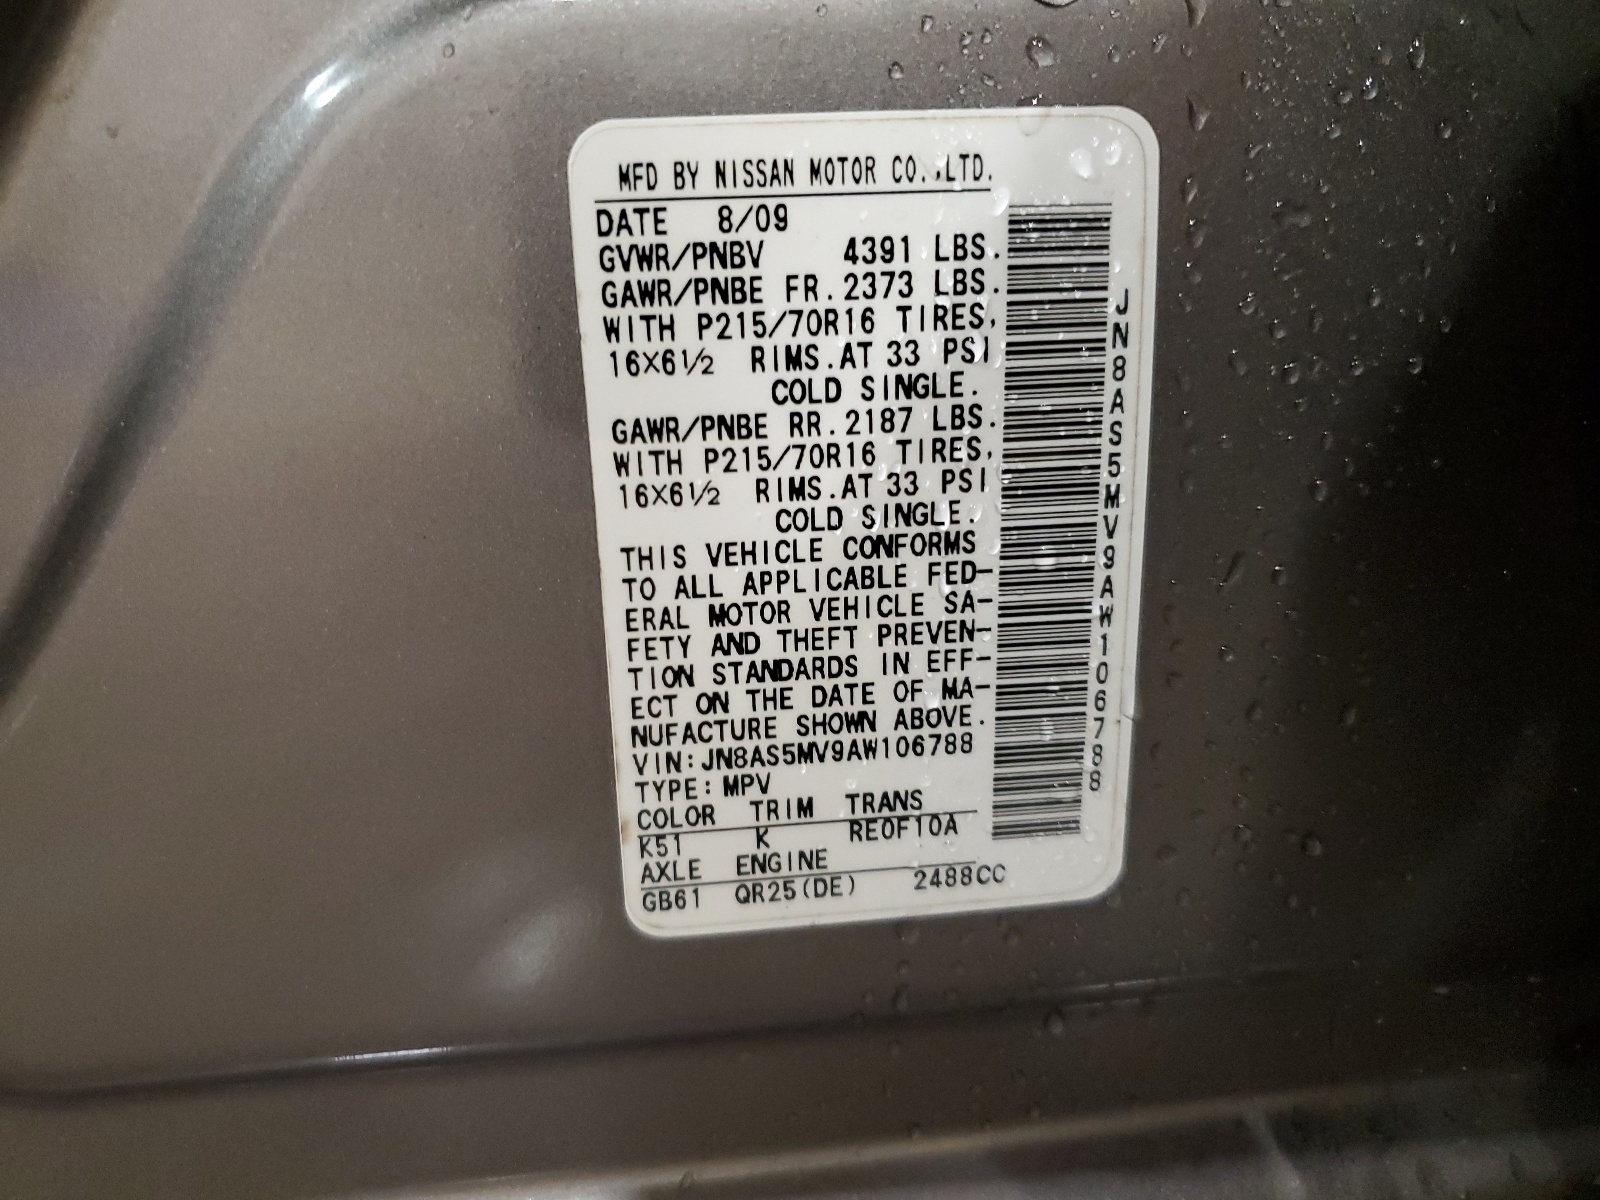 MFD BY NISSAN MOTOR CO.,LTD.
DATE 8/09
GVWR/PNBV 4391 LBS.
GAWR/PNBE FR.2373 LBS.
WITH P215/70R16 TIRES,
16X6½ RIMS.AT 33 PSI
COLD SINGLE.
GAWR/PNBE RR.2187 LBS.
WITH P215/70R16 TIRES,
16X6½ RIMS.AT 33 PSI
COLD SINGLE.
THIS VEHICLE CONFORMS
TO ALL APPLICABLE FED-
ERAL MOTOR VEHICLE SA-
FETY AND THEFT PREVEN-
TION STANDARDS IN EFF-
ECT ON THE DATE OF MA-
NUFACTURE SHOWN ABOVE.
VIN:JN8AS5MV9AW106788
TYPE:MPV
COLOR TRIM TRANS
K51 K RE0F10A
AXLE ENGINE
GB61 QR25(DE) 2488CC
JN8AS5MV9AW106788